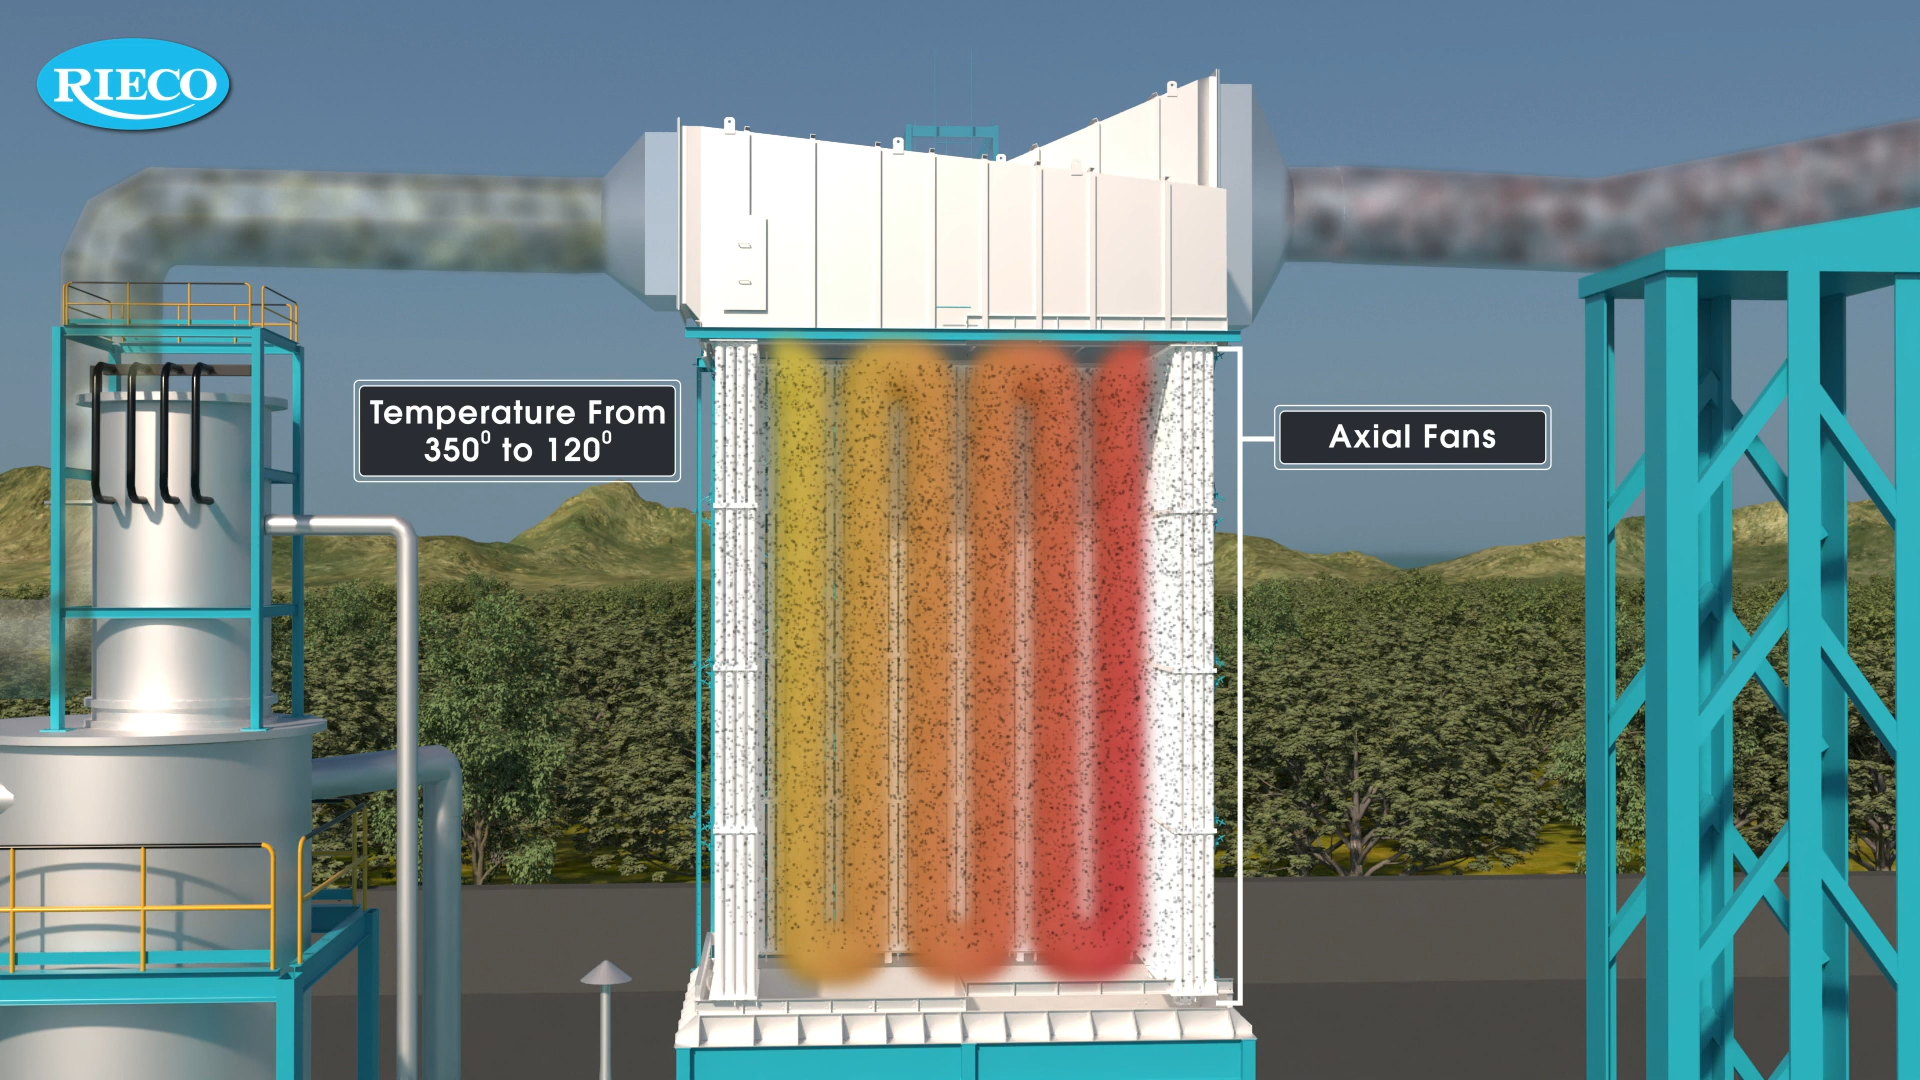 RIECO
Temperature From
350⁰ to 120⁰
Axial Fans